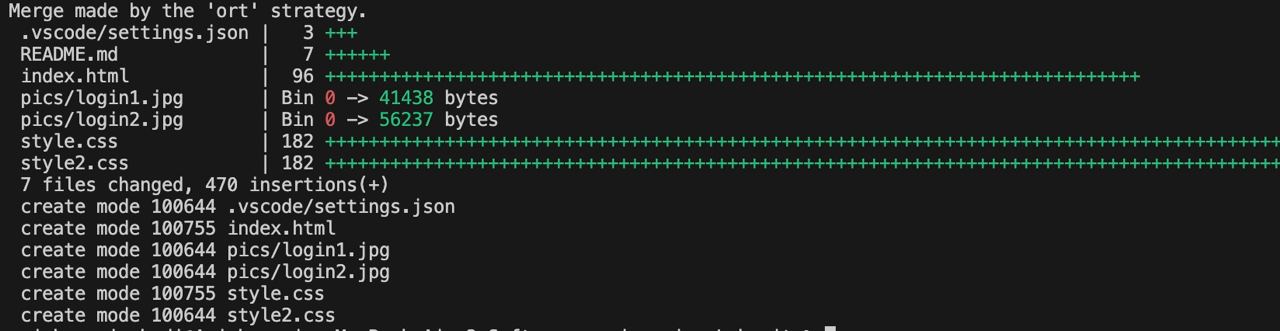 Merge made by the 'ort' strategy.
.vscode/settings.json | 3 +++
README.md | 7 ++++++
index.html | 96 +++++++++++++++++++++++++++++++++++++++++++++++++++++++++++++++++++++++++++
pics/login1.jpg | Bin 0 -> 41438 bytes
pics/login2.jpg | Bin 0 -> 56237 bytes
style.css | 182 ++++++++++++++++++++++++++++++++++++++++++++++++++++++++++++++++++++++++++++++++++++++++
style2.css | 182 ++++++++++++++++++++++++++++++++++++++++++++++++++++++++++++++++++++++++++++++++++++++++
7 files changed, 470 insertions(+)
create mode 100644 .vscode/settings.json
create mode 100755 index.html
create mode 100644 pics/login1.jpg
create mode 100644 pics/login2.jpg
create mode 100755 style.css
create mode 100644 style2.css